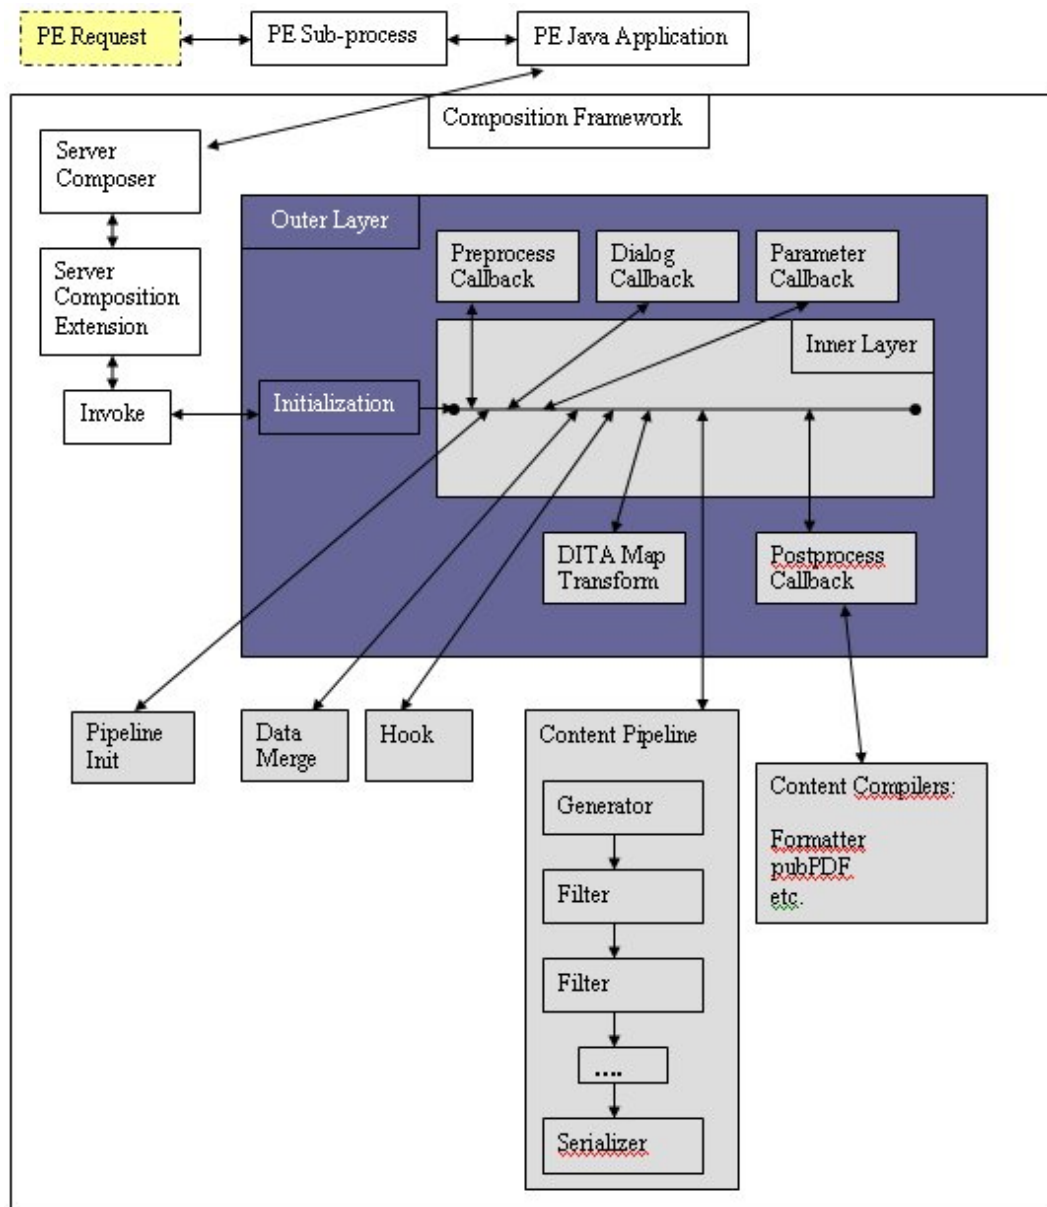 PE Request
PE Sub-process
PE Java Application
Composition Framework
Server
Composer
Outer Layer
Preprocess
Callback
Dialog
Callback
Parameter
Callback
Server
Composition
Extension
Inner Layer
Initialization
Invoke
DITA Map
Transform
Postprocess
Callback
Pipeline
Init
Data
Merge
Hook
Content Pipeline
Content Compilers:
Formatter
pubPDF
etc.
Generator
Filter
Filter
....
Serializer